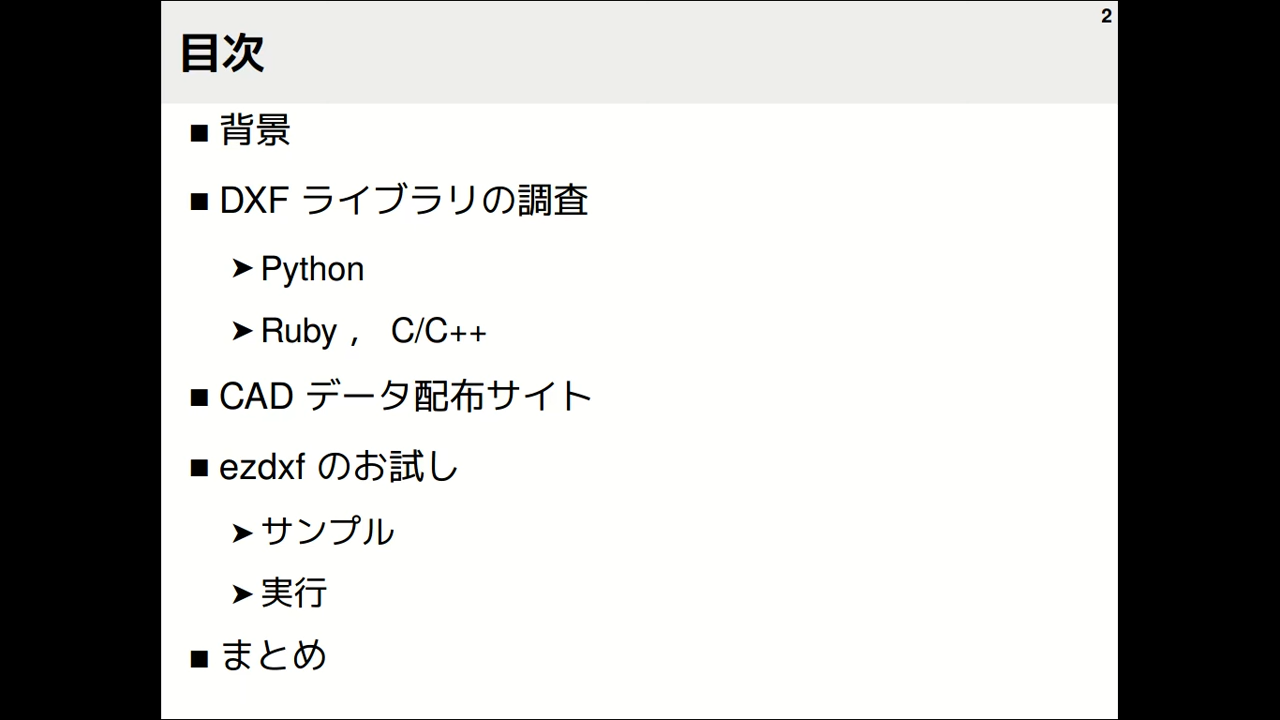 2
目次
■ 背景
■ DXF ライブラリの調査
➤ Python
➤ Ruby， C/C++
■ CAD データ配布サイト
■ ezdxf のお試し
➤ サンプル
➤ 実行
■ まとめ